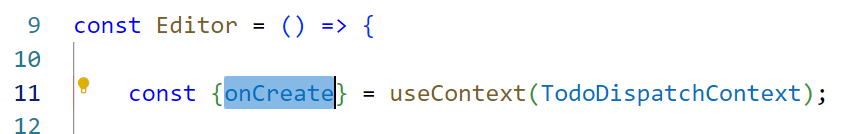 9 const Editor = () => {
10
11 const {onCreate} = useContext(TodoDispatchContext);
12